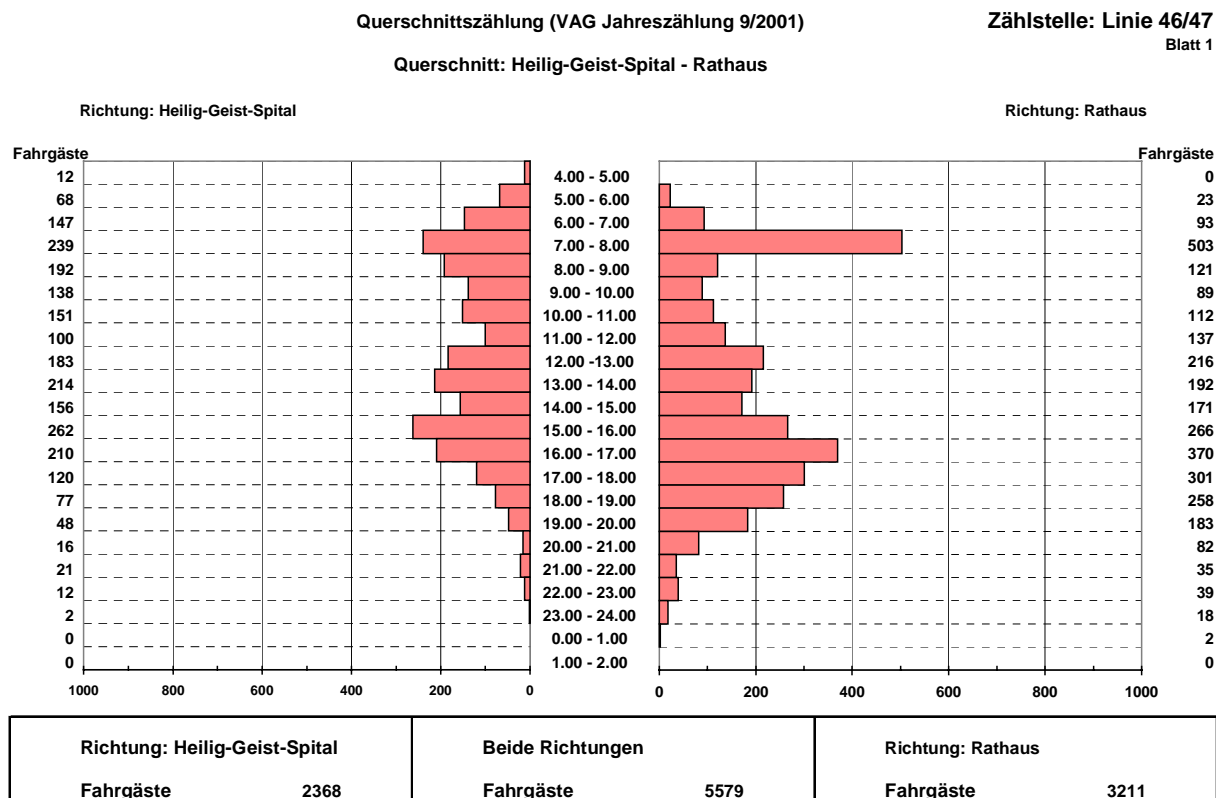 Querschnittszählung (VAG Jahreszählung 9/2001) Zählstelle: Linie 46/47
Blatt 1
Querschnitt: Heilig-Geist-Spital - Rathaus
Richtung: Heilig-Geist-Spital Richtung: Rathaus
Fahrgäste Fahrgäste
12 4.00 - 5.00 0
68 5.00 - 6.00 23
147 6.00 - 7.00 93
239 7.00 - 8.00 503
192 8.00 - 9.00 121
138 9.00 - 10.00 89
151 10.00 - 11.00 112
100 11.00 - 12.00 137
183 12.00 -13.00 216
214 13.00 - 14.00 192
156 14.00 - 15.00 171
262 15.00 - 16.00 266
210 16.00 - 17.00 370
120 17.00 - 18.00 301
77 18.00 - 19.00 258
48 19.00 - 20.00 183
16 20.00 - 21.00 82
21 21.00 - 22.00 35
12 22.00 - 23.00 39
2 23.00 - 24.00 18
0 0.00 - 1.00 2
0 1.00 - 2.00 0
1000 800 600 400 200 0 0 200 400 600 800 1000
Richtung: Heilig-Geist-Spital Beide Richtungen Richtung: Rathaus
Fahrgäste 2368 Fahrgäste 5579 Fahrgäste 3211